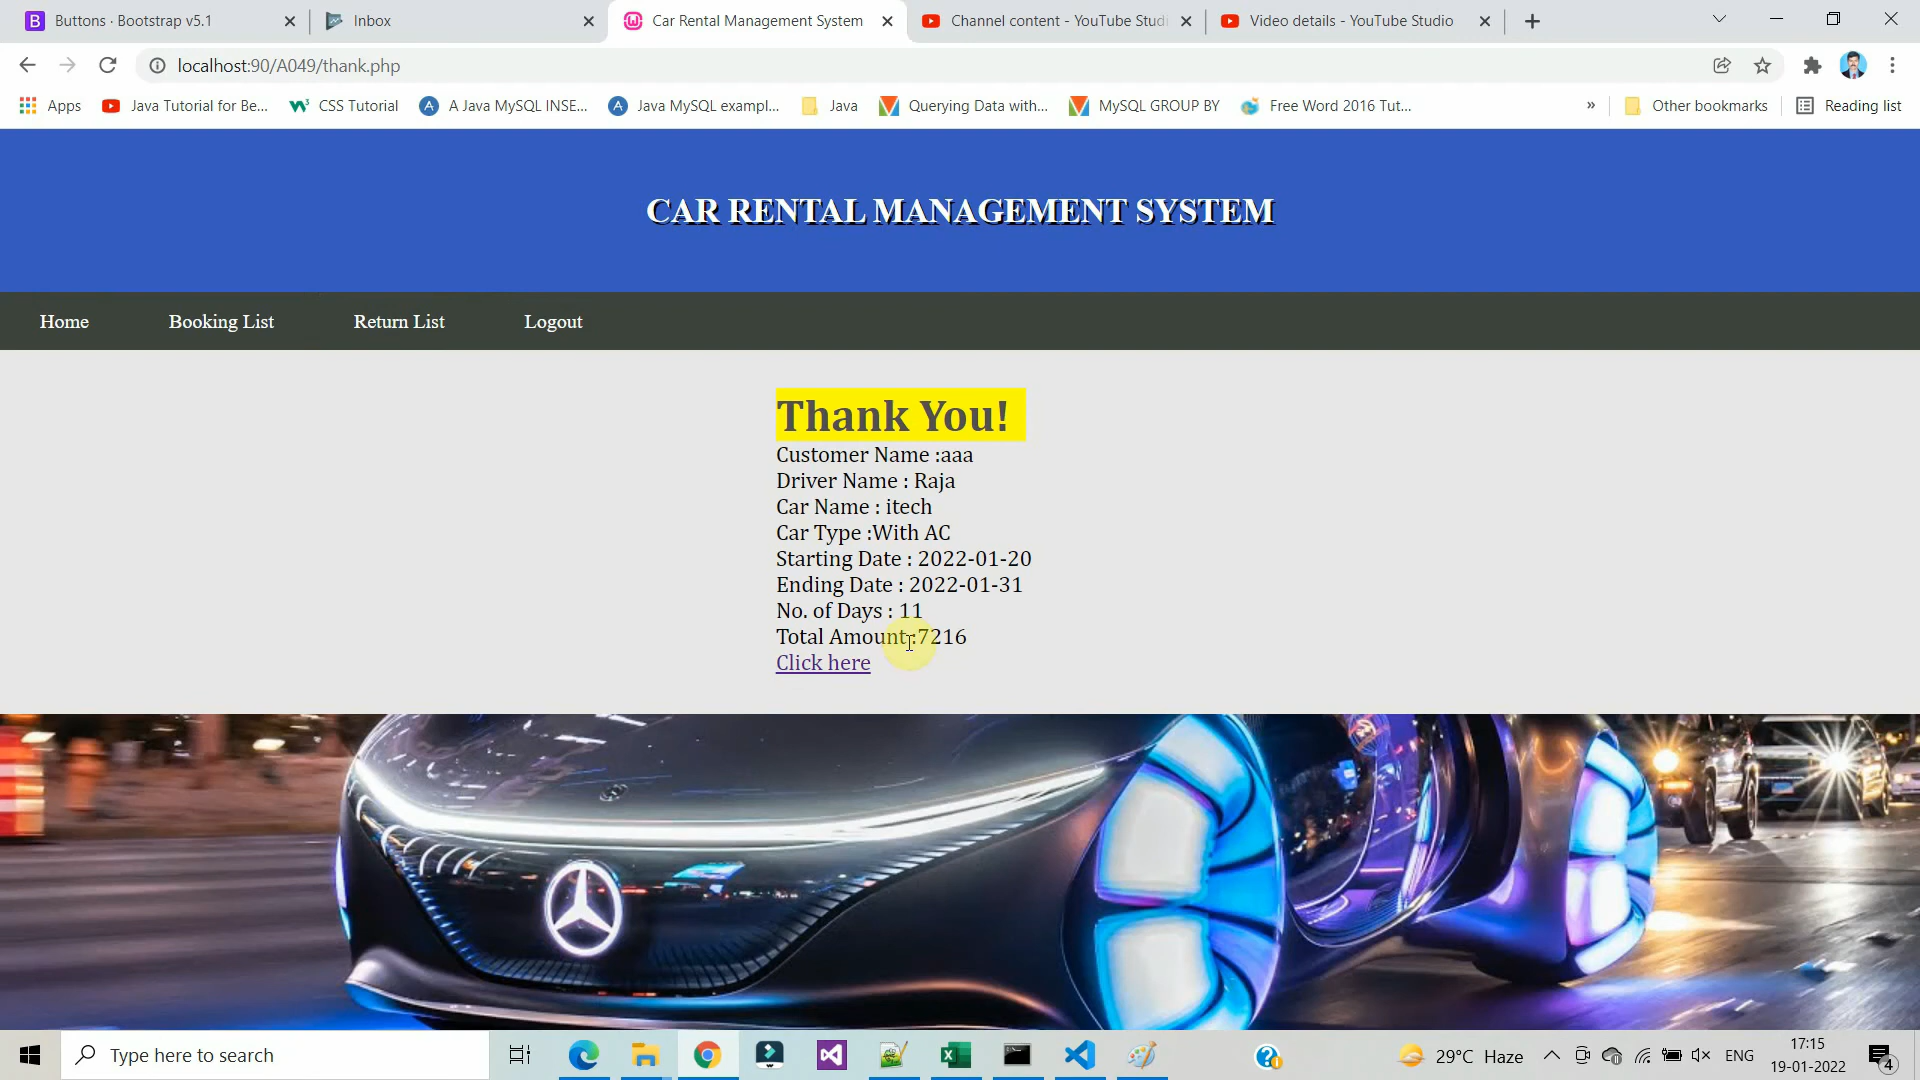 Buttons · Bootstrap v5.1
Inbox
Car Rental Management System
Channel content - YouTube Studi
Video details - YouTube Studio
localhost:90/A049/thank.php
Apps
Java Tutorial for Be...
CSS Tutorial
A Java MySQL INSE...
Java MySQL exampl...
Java
Querying Data with...
MySQL GROUP BY
Free Word 2016 Tut...
»
Other bookmarks
Reading list
CAR RENTAL MANAGEMENT SYSTEM
Home
Booking List
Return List
Logout
Thank You!
Customer Name :aaa
Driver Name : Raja
Car Name : itech
Car Type :With AC
Starting Date : 2022-01-20
Ending Date : 2022-01-31
No. of Days : 11
Total Amount :7216
Click here
Type here to search
29°C Haze
ENG
17:15
19-01-2022
4